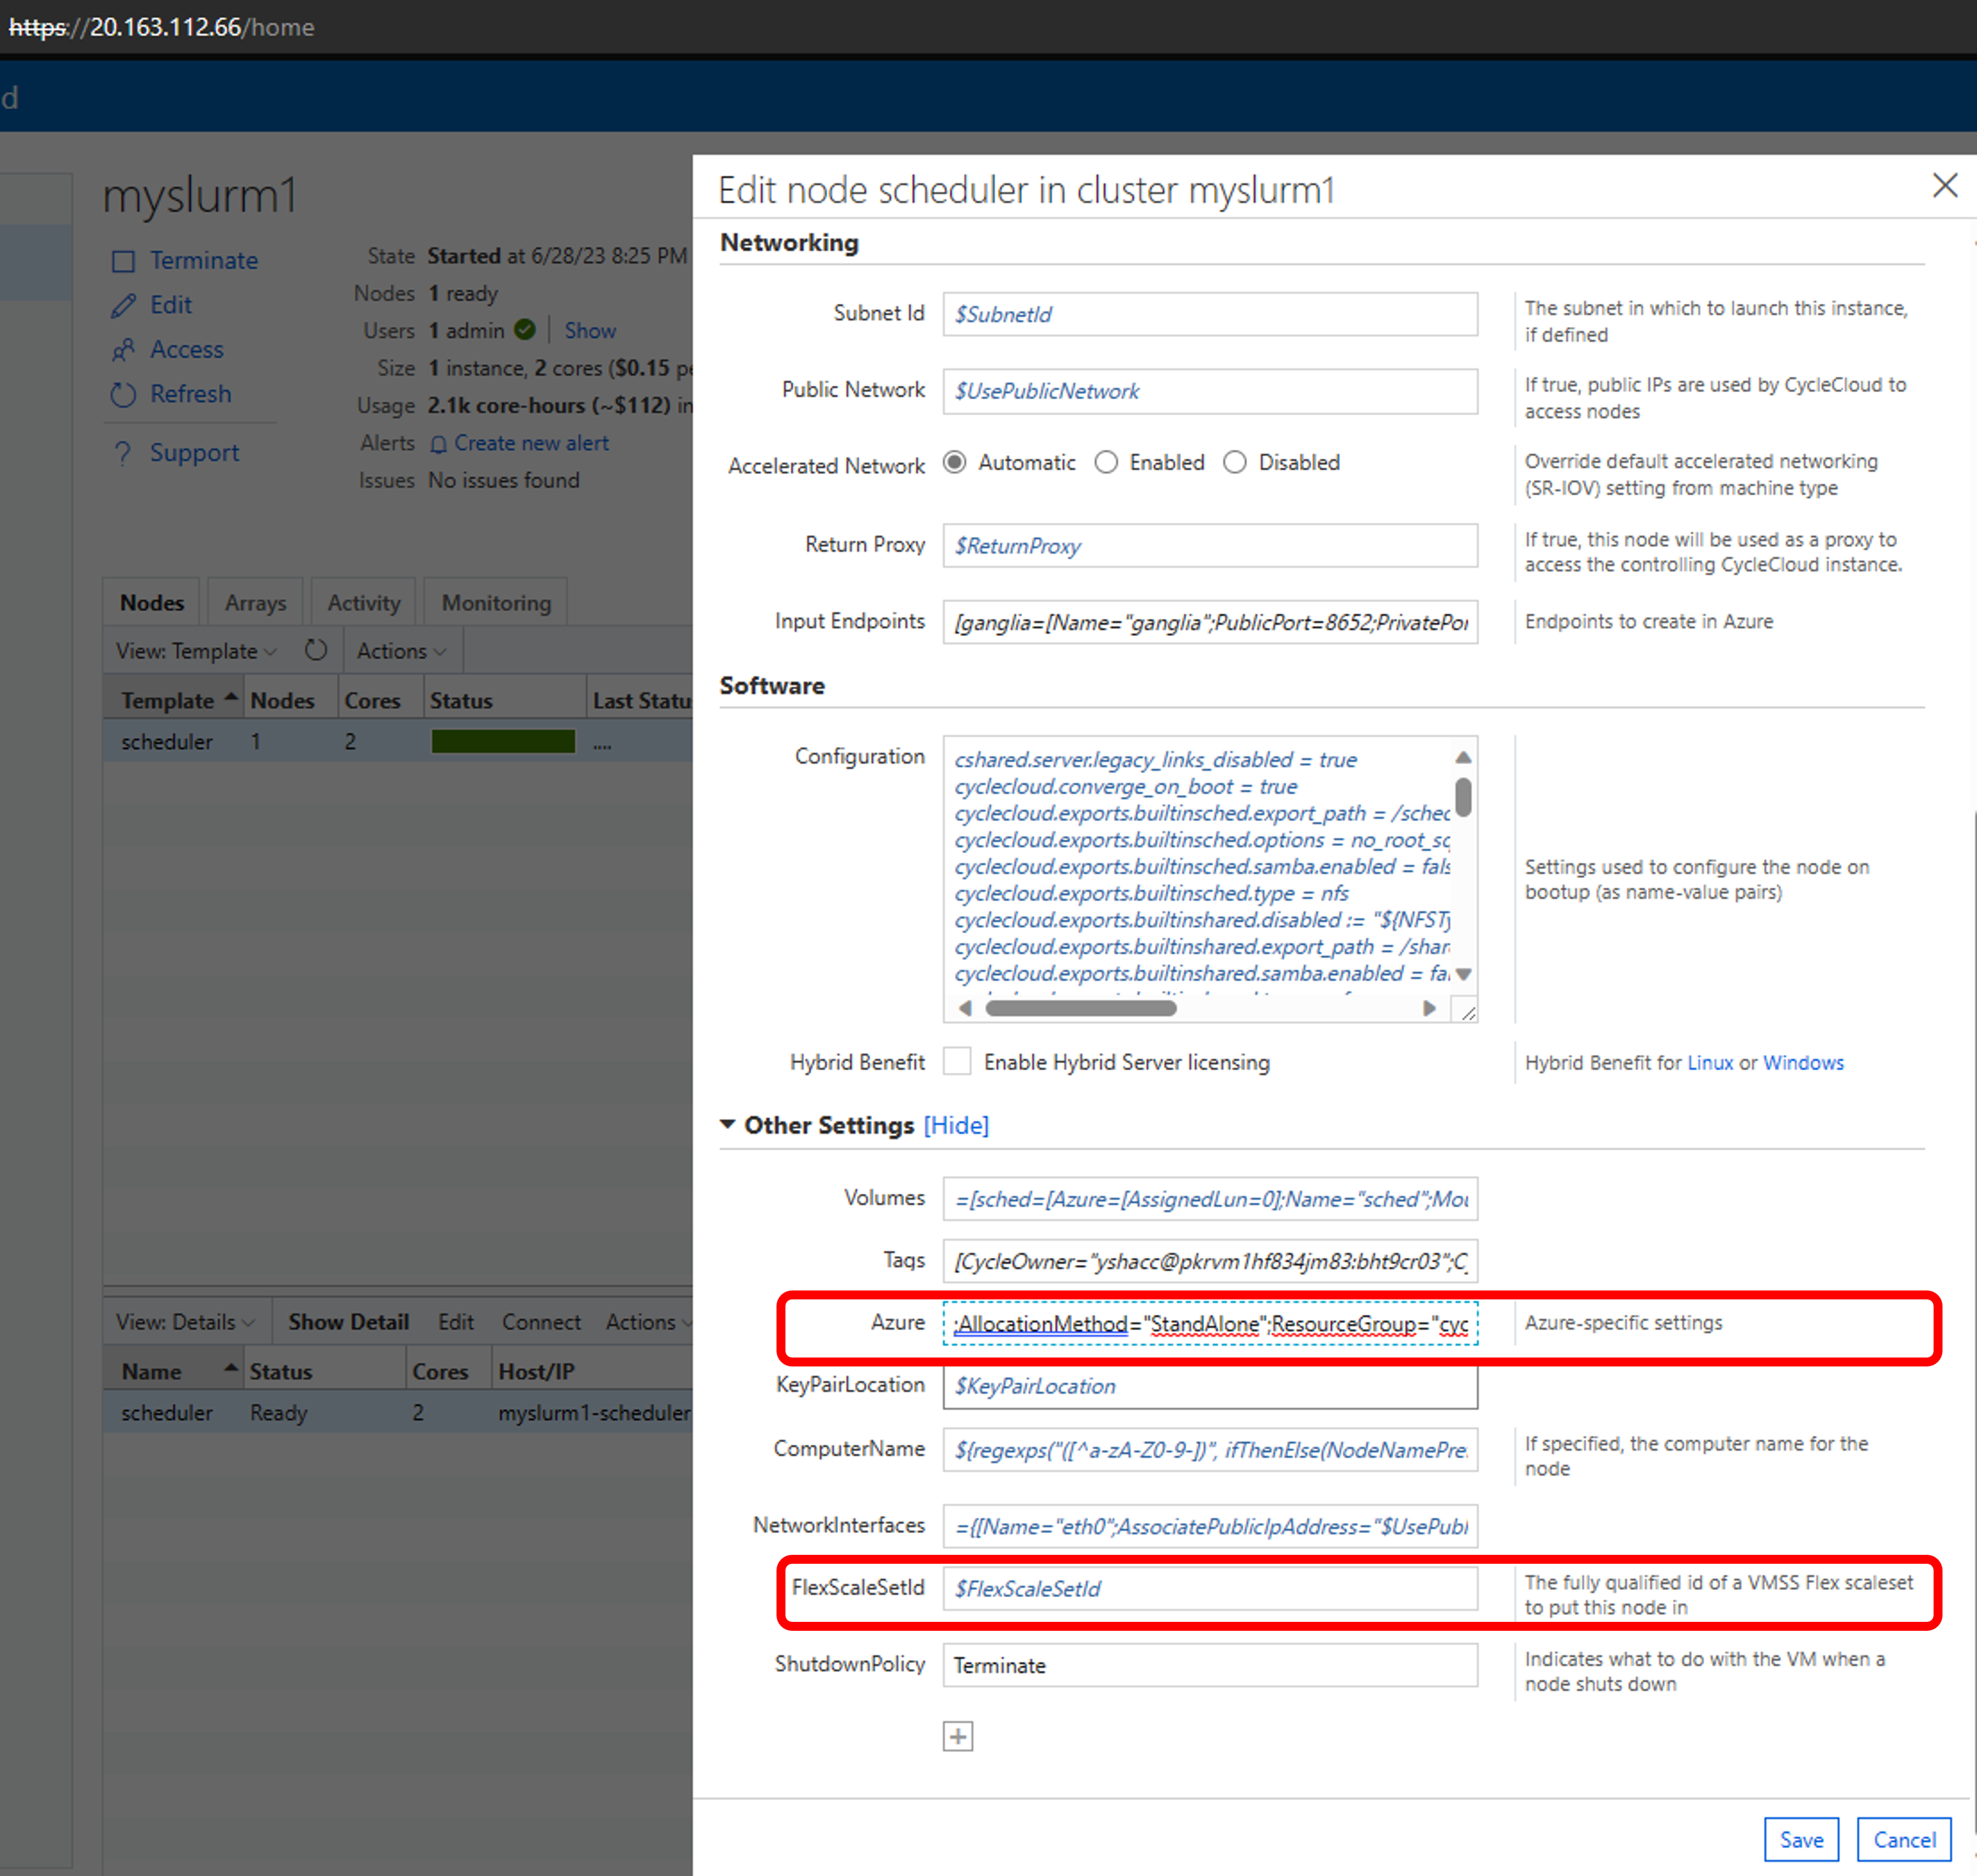 https://20.163.112.66/home
d
myslurm1
Terminate
Edit
Access
Refresh
Support
State Started at 6/28/23 8:25 PM
Nodes 1 ready
Users 1 admin Show
Size 1 instance, 2 cores ($0.15 pe
Usage 2.1k core-hours (~$112) in
Alerts Create new alert
Issues No issues found
Nodes Arrays Activity Monitoring
View: Template Actions
Template Nodes Cores Status Last Statu
scheduler 1 2 ....
View: Details Show Detail Edit Connect Actions
Name Status Cores Host/IP
scheduler Ready 2 myslurm1-scheduler
Edit node scheduler in cluster myslurm1
Networking
Subnet Id $SubnetId The subnet in which to launch this instance,
if defined
Public Network $UsePublicNetwork If true, public IPs are used by CycleCloud to
access nodes
Accelerated Network Automatic Enabled Disabled Override default accelerated networking
(SR-IOV) setting from machine type
Return Proxy $ReturnProxy If true, this node will be used as a proxy to
access the controlling CycleCloud instance.
Input Endpoints [ganglia=[Name="ganglia";PublicPort=8652;PrivatePor Endpoints to create in Azure
Software
Configuration
cshared.server.legacy_links_disabled = true
cyclecloud.converge_on_boot = true
cyclecloud.exports.builtinsched.export_path = /sched
cyclecloud.exports.builtinsched.options = no_root_sq
cyclecloud.exports.builtinsched.samba.enabled = fals
cyclecloud.exports.builtinsched.type = nfs
cyclecloud.exports.builtinshared.disabled := "${NFSTy
cyclecloud.exports.builtinshared.export_path = /shar
cyclecloud.exports.builtinshared.samba.enabled = fal
Settings used to configure the node on
bootup (as name-value pairs)
Hybrid Benefit Enable Hybrid Server licensing Hybrid Benefit for Linux or Windows
Other Settings [Hide]
Volumes =[sched=[Azure=[AssignedLun=0];Name="sched";Mou
Tags [CycleOwner="yshacc@pkrvm1hf834jm83:bht9cr03";C
Azure ;AllocationMethod="StandAlone";ResourceGroup="cyc Azure-specific settings
KeyPairLocation $KeyPairLocation
ComputerName ${regexps("([^a-zA-Z0-9-])", ifThenElse(NodeNamePre If specified, the computer name for the
node
NetworkInterfaces ={[Name="eth0";AssociatePublicIpAddress="$UsePubl
FlexScaleSetId $FlexScaleSetId The fully qualified id of a VMSS Flex scaleset
to put this node in
ShutdownPolicy Terminate Indicates what to do with the VM when a
node shuts down
Save Cancel